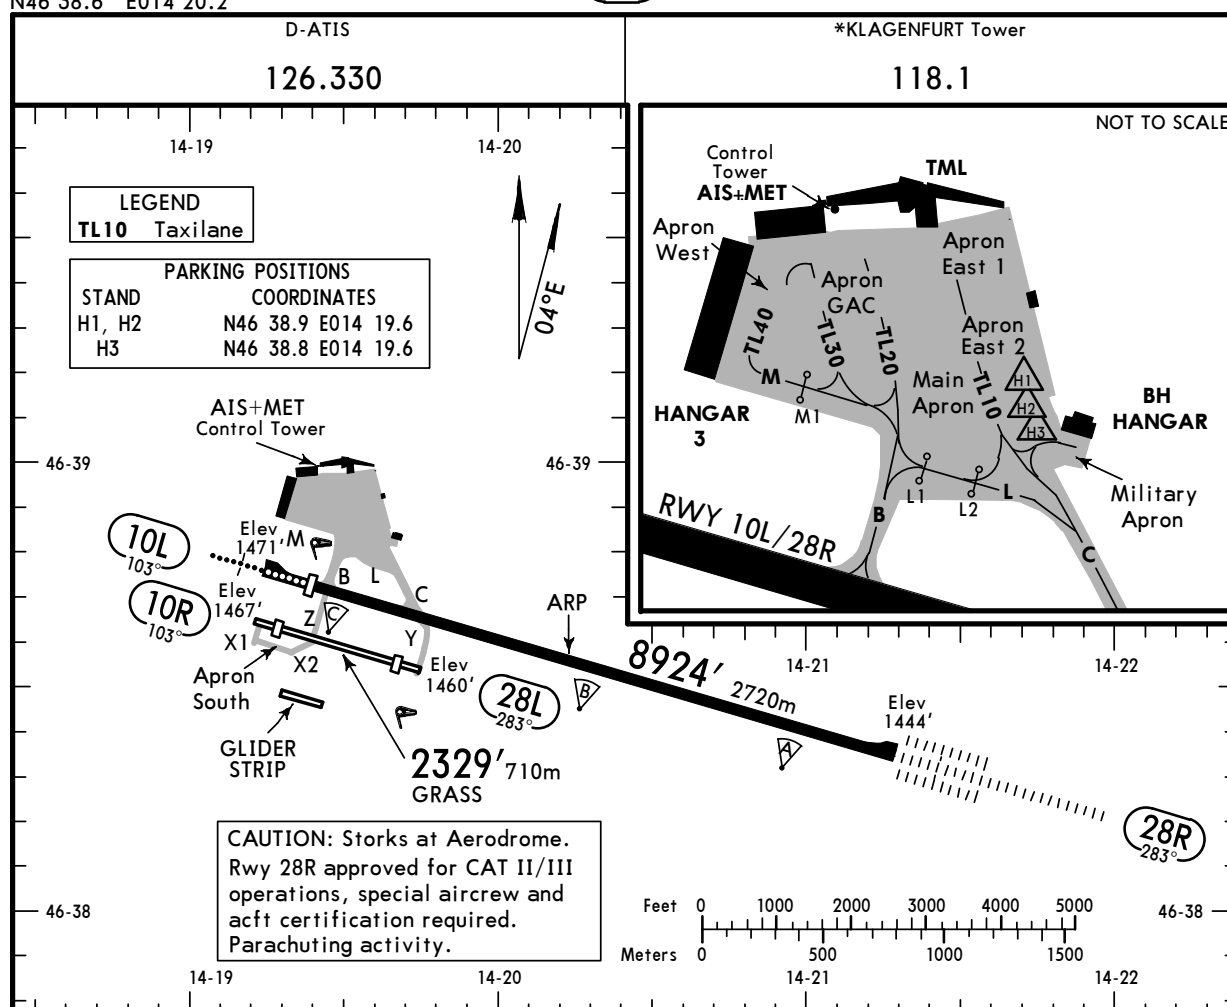 N46 38.6 E014 20.2
D-ATIS
126.330
*KLAGENFURT Tower
118.1
14-19
14-20
LEGEND
TL10 Taxilane
PARKING POSITIONS
STAND COORDINATES
H1, H2 N46 38.9 E014 19.6
H3 N46 38.8 E014 19.6
04°E
NOT TO SCALE
Control
Tower
AIS+MET
TML
Apron
West
Apron
East 1
Apron
GAC
Apron
East 2
TL40
TL30
TL20
TL10
M
M1
Main
Apron
H1
H2
H3
BH
HANGAR
HANGAR
3
L1
L2
L
B
C
Military
Apron
RWY 10L/28R
AIS+MET
Control Tower
46-39
46-39
10L
103°
Elev
1471'
M
B
L
C
10R
103°
Elev
1467'
Z
C
Y
X1
X2
Apron
South
Elev
1460'
28L
283°
ARP
B
8924' 2720m
A
14-21
14-22
Elev
1444'
GLIDER
STRIP
2329' 710m
GRASS
28R
283°
CAUTION: Storks at Aerodrome.
Rwy 28R approved for CAT II/III
operations, special aircrew and
acft certification required.
Parachuting activity.
46-38
46-38
Feet 0 1000 2000 3000 4000 5000
Meters 0 500 1000 1500
14-19
14-20
14-21
14-22